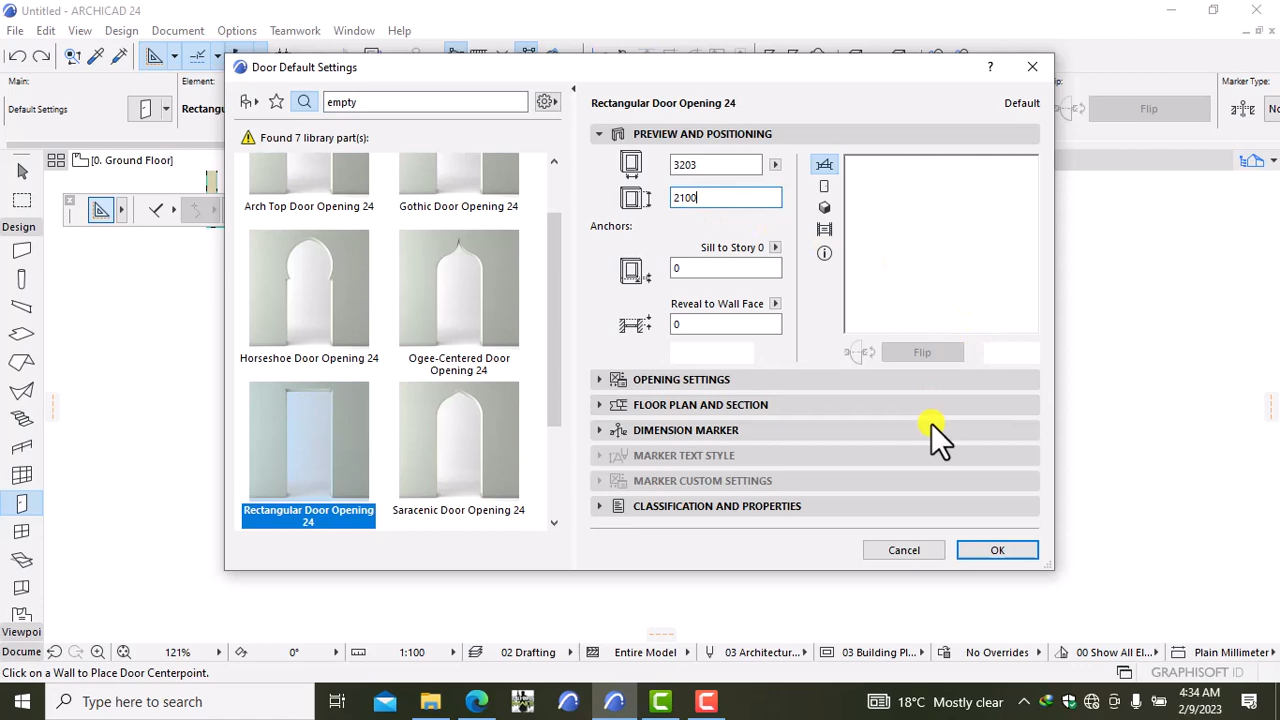 Untitled - ARCHICAD 24
File Edit View Design Document Options Teamwork Window Help
Main:
Element:
Marker Type:
Default Settings
Rectangu
Flip
No
[0. Ground Floor]
Design
Viewpoi
Docume
Door Default Settings
?
empty
Found 7 library part(s):
Arch Top Door Opening 24
Gothic Door Opening 24
Horseshoe Door Opening 24
Ogee-Centered Door
Opening 24
Rectangular Door Opening
24
Saracenic Door Opening 24
Rectangular Door Opening 24
Default
PREVIEW AND POSITIONING
3203
2100
Anchors:
Sill to Story 0
0
Reveal to Wall Face
0
Flip
OPENING SETTINGS
FLOOR PLAN AND SECTION
DIMENSION MARKER
MARKER TEXT STYLE
MARKER CUSTOM SETTINGS
CLASSIFICATION AND PROPERTIES
Cancel
OK
121%
0°
1:100
02 Drafting
Entire Model
03 Architectur...
03 Building Pl...
No Overrides
00 Show All El...
Plain Millimeter
Click on a Wall to Place Door Centerpoint.
GRAPHISOFT ID
Type here to search
18°C Mostly clear
4:34 AM
2/9/2023